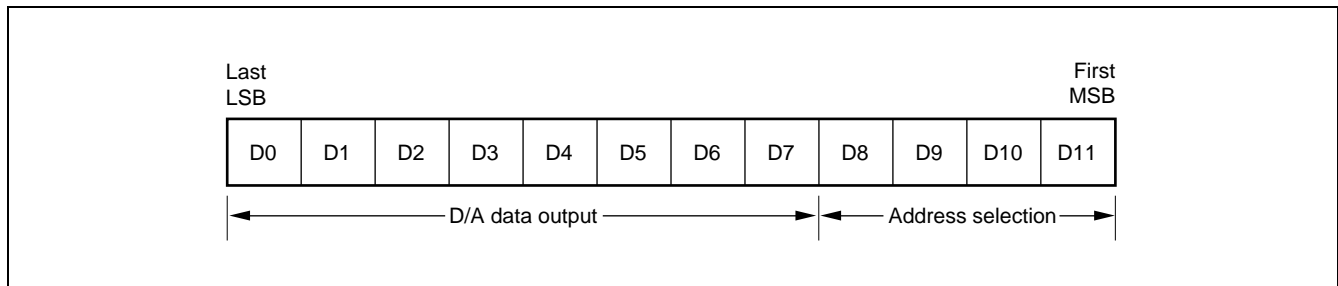 Last
LSB
First
MSB
D0 D1 D2 D3 D4 D5 D6 D7 D8 D9 D10 D11
D/A data output Address selection